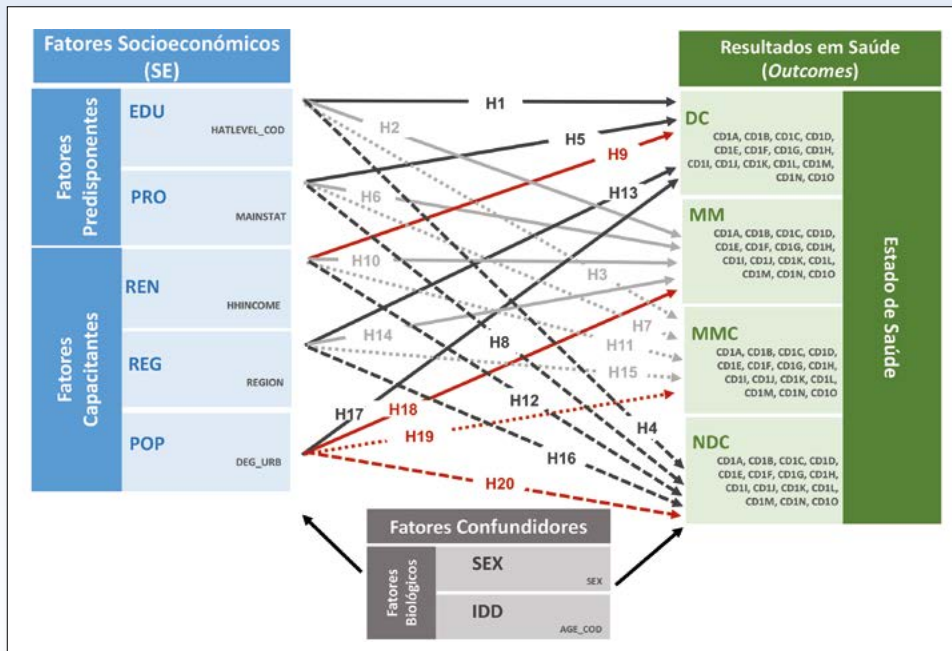 Fatores Socioeconómicos
(SE)
Fatores
Predisponentes
EDU
HATLEVEL_COD
PRO
MAINSTAT
Fatores
Capacitantes
REN
HHINCOME
REG
REGION
POP
DEG_URB
H1
H2
H5
H9
H13
H6
H10
H3
H7
H14
H8
H11
H15
H12
H17
H18
H4
H19
H16
H20
Resultados em Saúde
(Outcomes)
DC
CD1A, CD1B, CD1C, CD1D,
CD1E, CD1F, CD1G, CD1H,
CD1I, CD1J, CD1K, CD1L, CD1M,
CD1N, CD1O
MM
CD1A, CD1B, CD1C, CD1D,
CD1E, CD1F, CD1G, CD1H,
CD1I, CD1J, CD1K, CD1L,
CD1M, CD1N, CD1O
MMC
CD1A, CD1B, CD1C, CD1D,
CD1E, CD1F, CD1G, CD1H,
CD1I, CD1J, CD1K, CD1L,
CD1M, CD1N, CD1O
NDC
CD1A, CD1B, CD1C, CD1D,
CD1E, CD1F, CD1G, CD1H,
CD1I, CD1J, CD1K, CD1L,
CD1M, CD1N, CD1O
Estado de Saúde
Fatores Confundidores
Fatores
Biológicos
SEX
SEX
IDD
AGE_COD